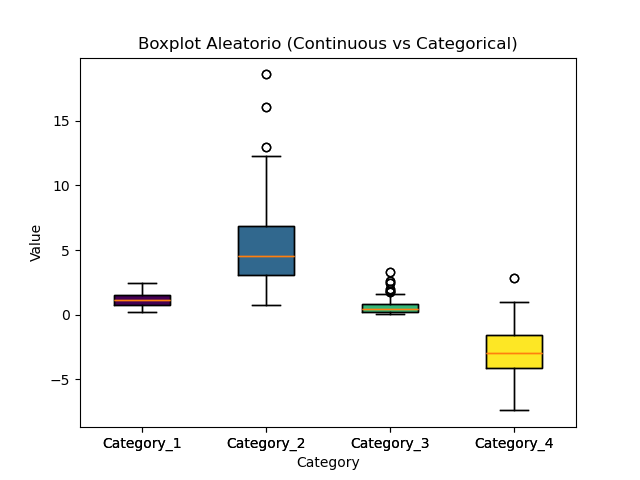 Boxplot Aleatorio (Continuous vs Categorical)
Value
15
10
5
0
−5
Category_1 Category_2 Category_3 Category_4
Category